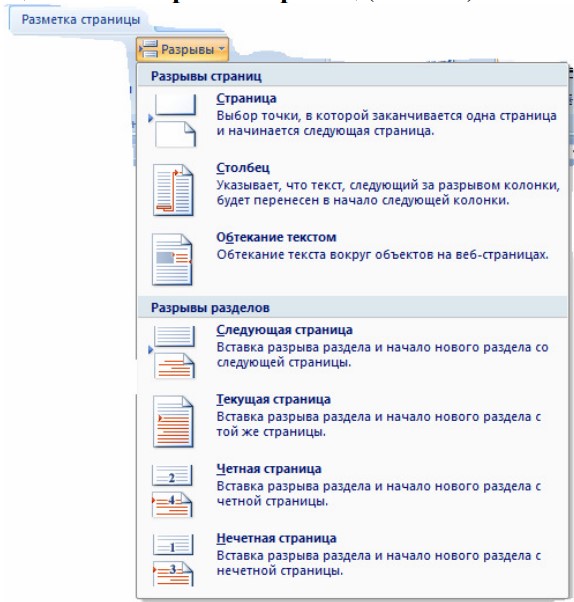 Разметка страницы
Разрывы
Разрывы страниц
Страница
Выбор точки, в которой заканчивается одна страница
и начинается следующая страница.
Столбец
Указывает, что текст, следующий за разрывом колонки,
будет перенесен в начало следующей колонки.
Обтекание текстом
Обтекание текста вокруг объектов на веб-страницах.
Разрывы разделов
Следующая страница
Вставка разрыва раздела и начало нового раздела со
следующей страницы.
Текущая страница
Вставка разрыва раздела и начало нового раздела с
той же страницы.
Четная страница
Вставка разрыва раздела и начало нового раздела с
четной страницы.
2
4
Нечетная страница
Вставка разрыва раздела и начало нового раздела с
нечетной страницы.
1
3